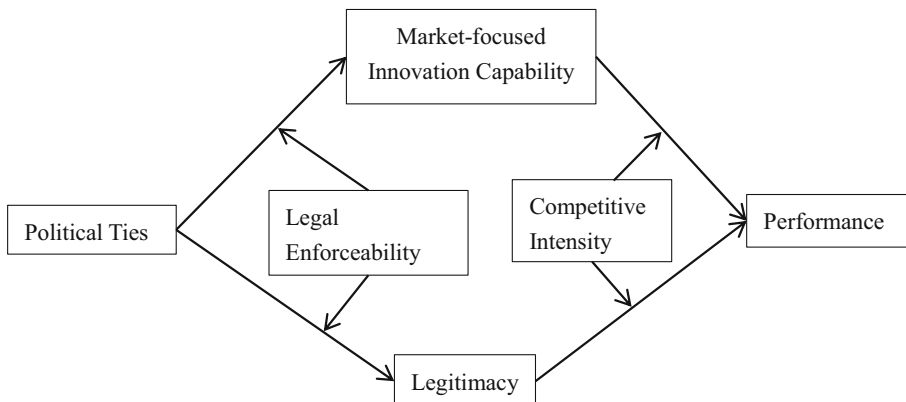 Market-focused
Innovation Capability
Political Ties
Legal
Enforceability
Competitive
Intensity
Performance
Legitimacy